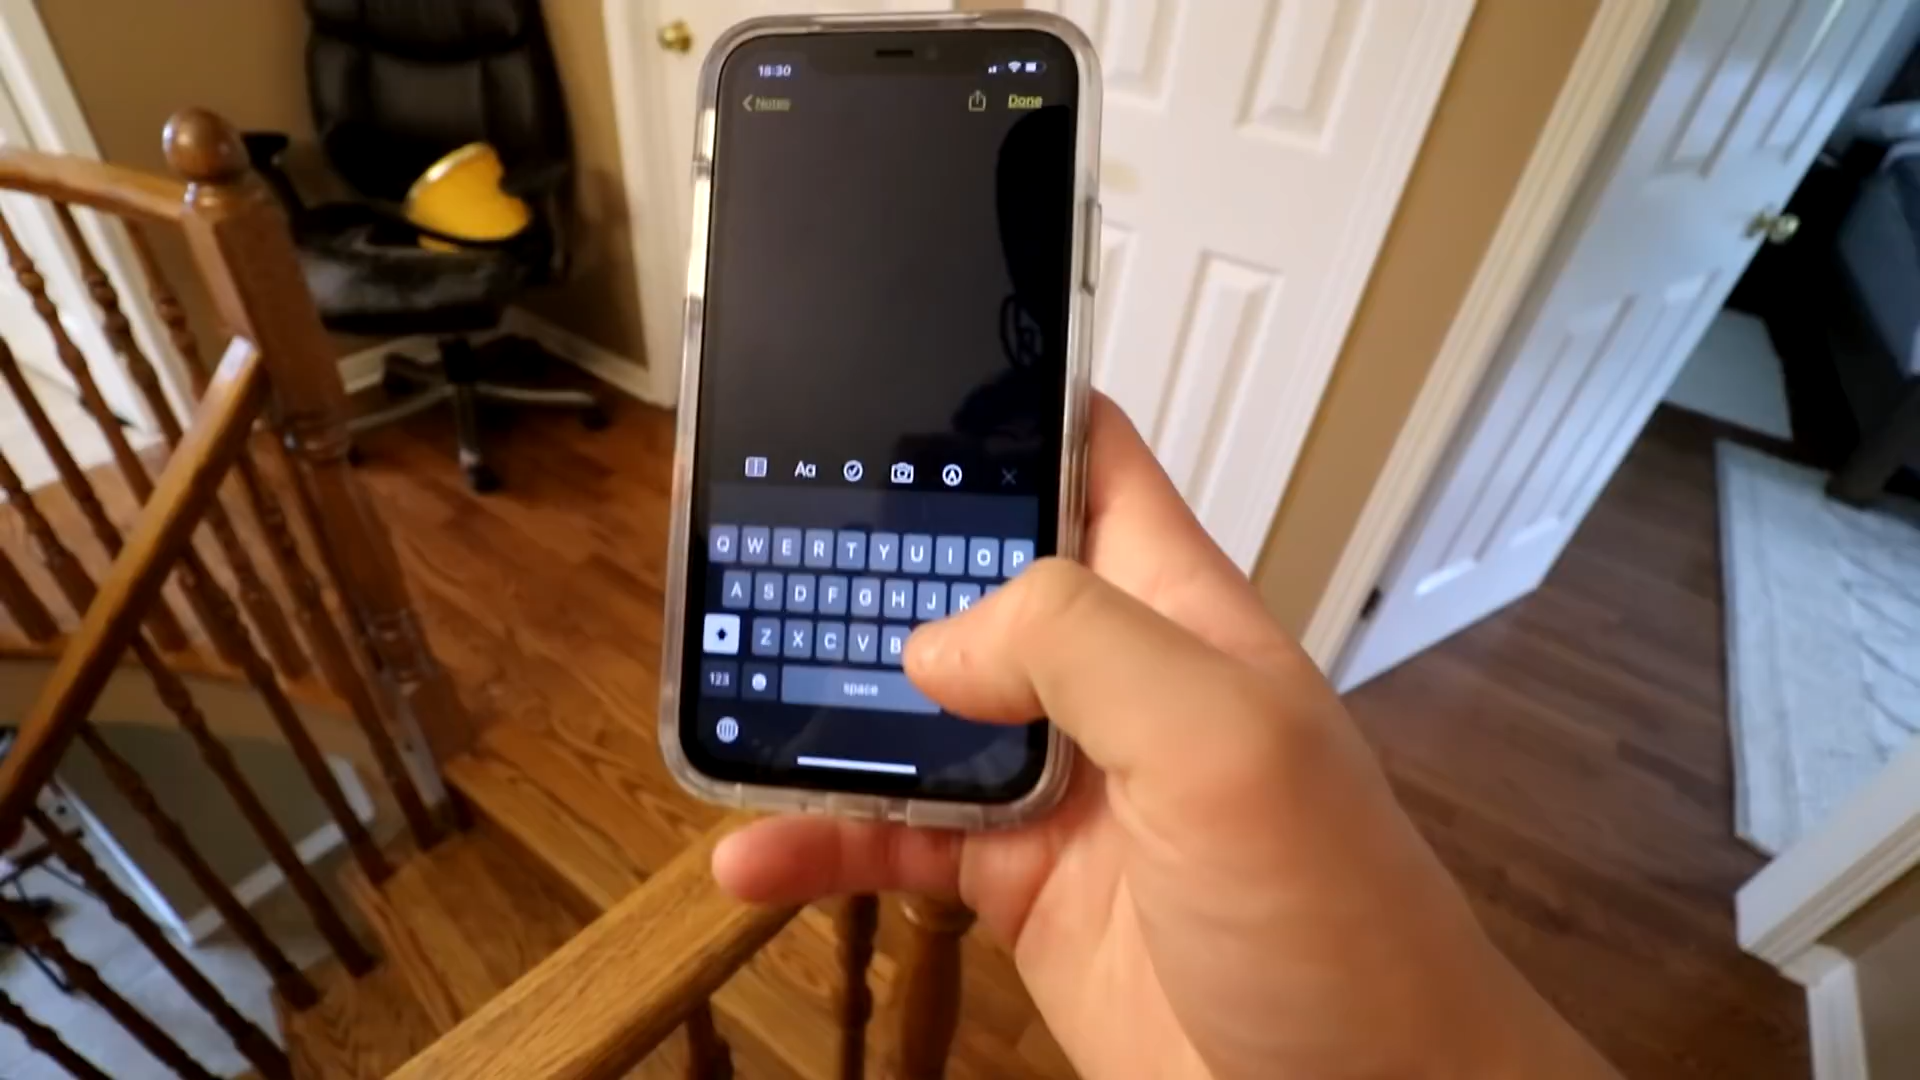 18:30
Notes Done
Aa
Q W E R T Y U I O P
A S D F G H J K
Z X C V B
123 space